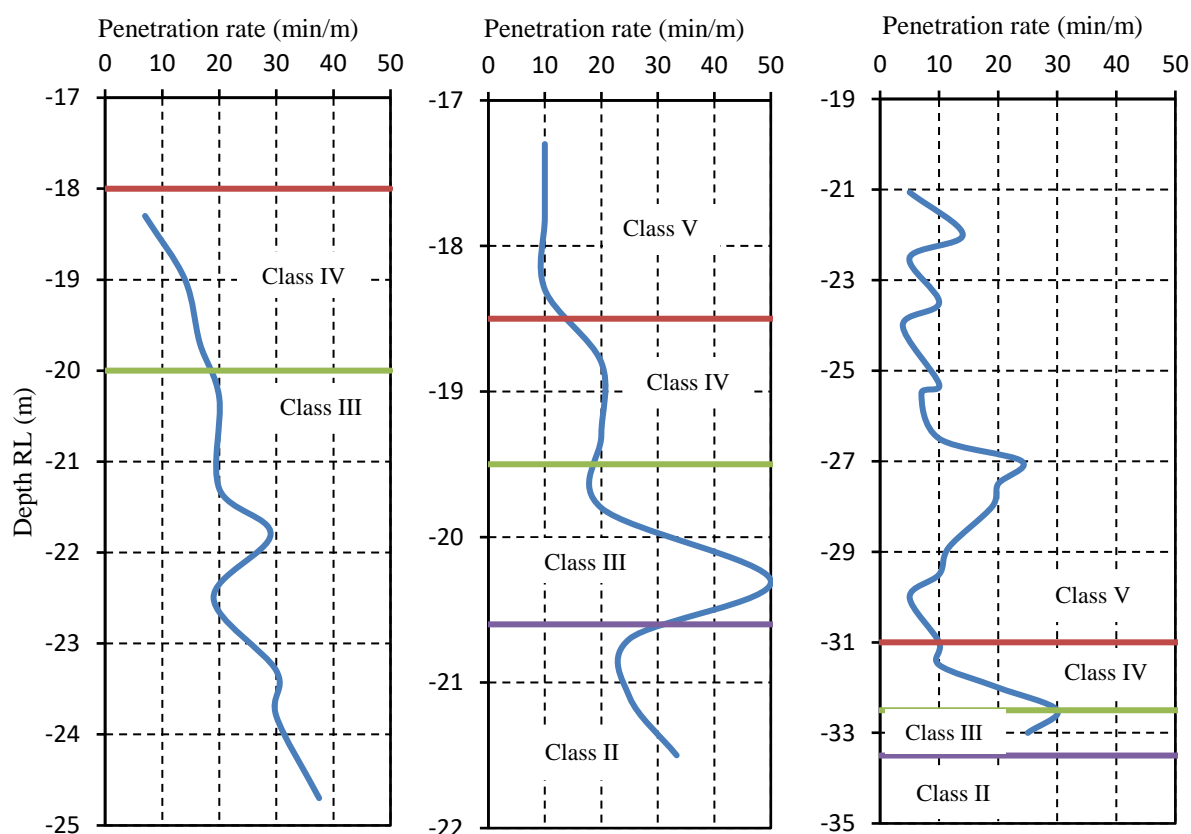 Penetration rate (min/m)
0 10 20 30 40 50
-17
-18
-19
-20
-21
-22
-23
-24
-25
Depth RL (m)
Class IV
Class III
Penetration rate (min/m)
0 10 20 30 40 50
-17
-18
-19
-20
-21
-22
Class V
Class IV
Class III
Class II
Penetration rate (min/m)
0 10 20 30 40 50
-19
-21
-23
-25
-27
-29
-31
-33
-35
Class V
Class IV
Class III
Class II